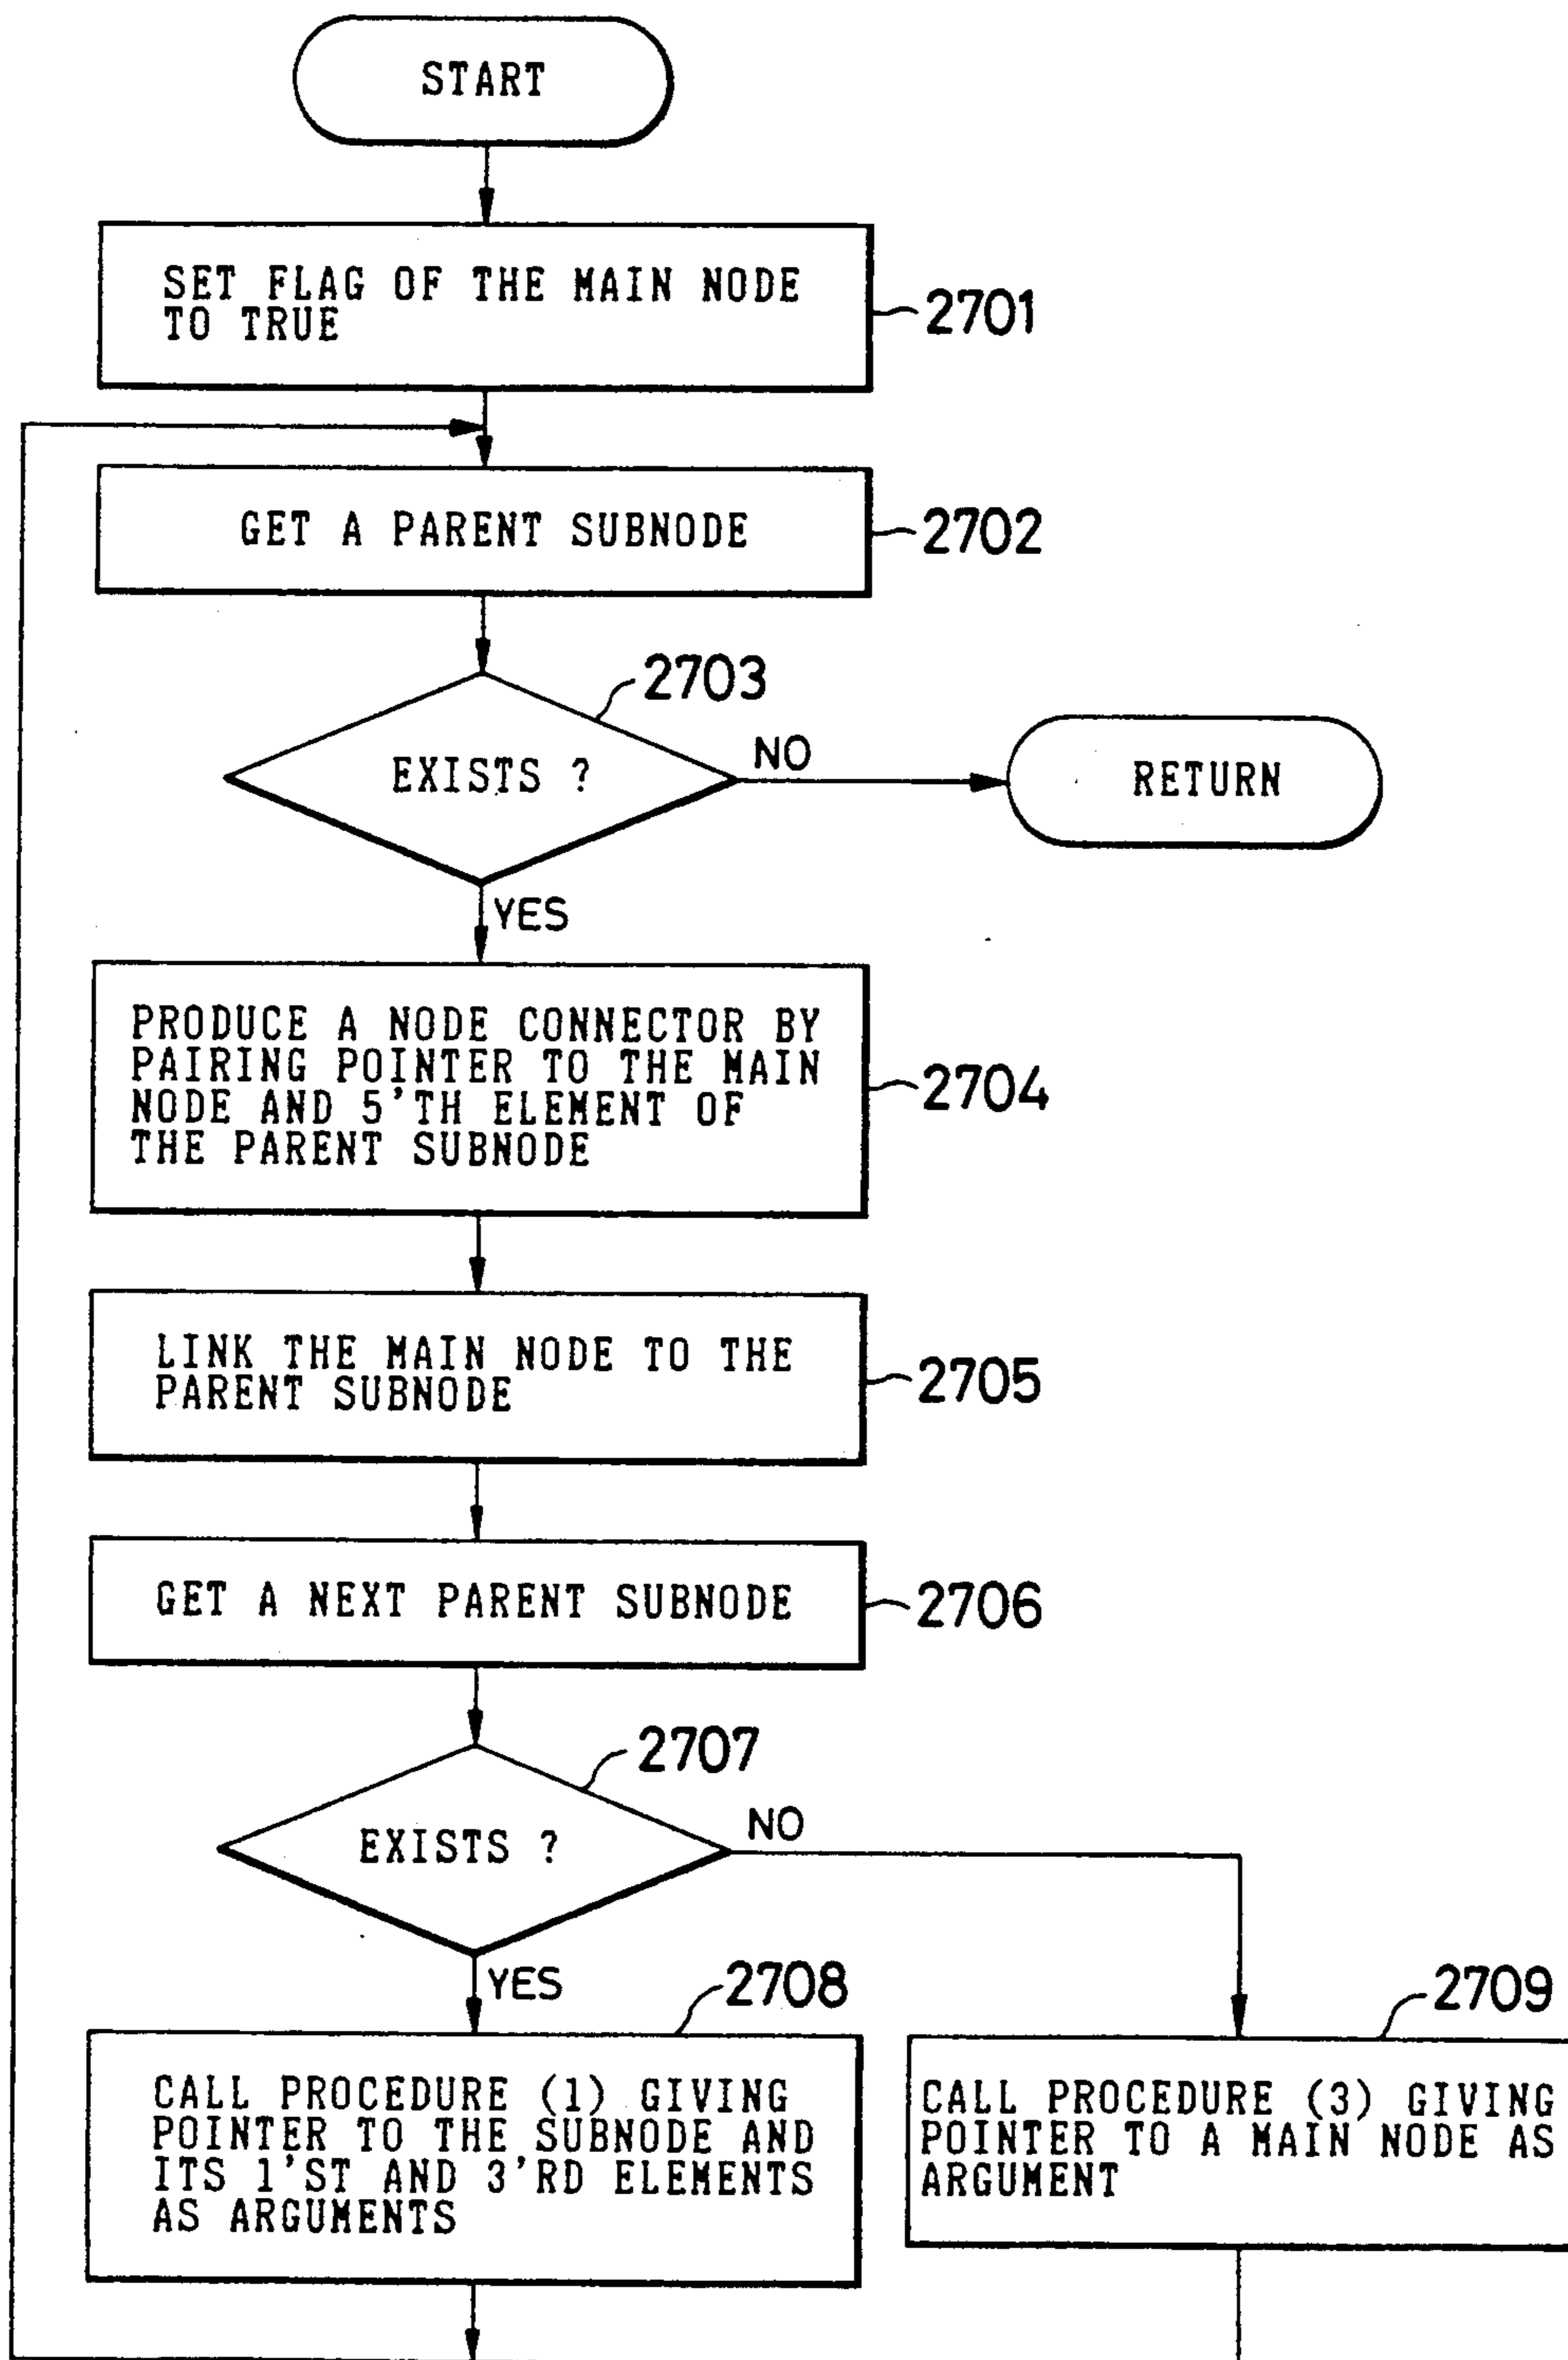 START
SET FLAG OF THE MAIN NODE
TO TRUE
2701
GET A PARENT SUBNODE
2702
2703
EXISTS ?
NO
RETURN
YES
PRODUCE A NODE CONNECTOR BY
PAIRING POINTER TO THE MAIN
NODE AND 5'TH ELEMENT OF
THE PARENT SUBNODE
2704
LINK THE MAIN NODE TO THE
PARENT SUBNODE
2705
GET A NEXT PARENT SUBNODE
2706
2707
EXISTS ?
NO
YES
2708
CALL PROCEDURE (1) GIVING
POINTER TO THE SUBNODE AND
ITS 1'ST AND 3'RD ELEMENTS
AS ARGUMENTS
2709
CALL PROCEDURE (3) GIVING
POINTER TO A MAIN NODE AS
ARGUMENT